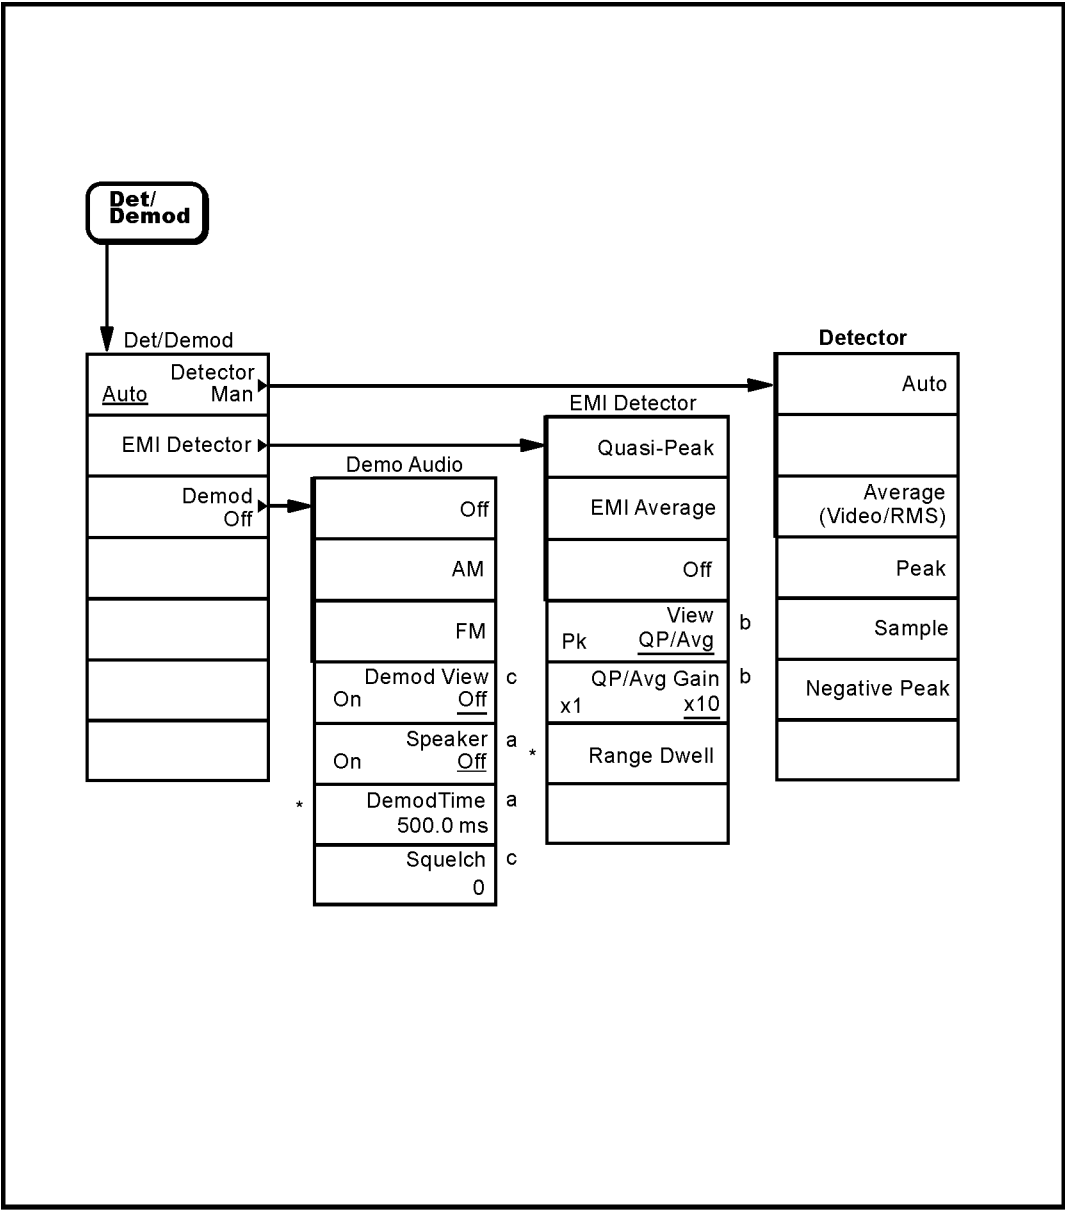 Det/
Demod
Det/Demod
Detector
Auto Man
EMI Detector
Demod
Off
Demo Audio
Off
AM
FM
Demod View c
On Off
Speaker a
On Off
* DemodTime a
500.0 ms
Squelch c
0
EMI Detector
Quasi-Peak
EMI Average
Off
View b
Pk QP/Avg
QP/Avg Gain b
x1 x10
* Range Dwell
Detector
Auto
Average
(Video/RMS)
Peak
Sample
Negative Peak